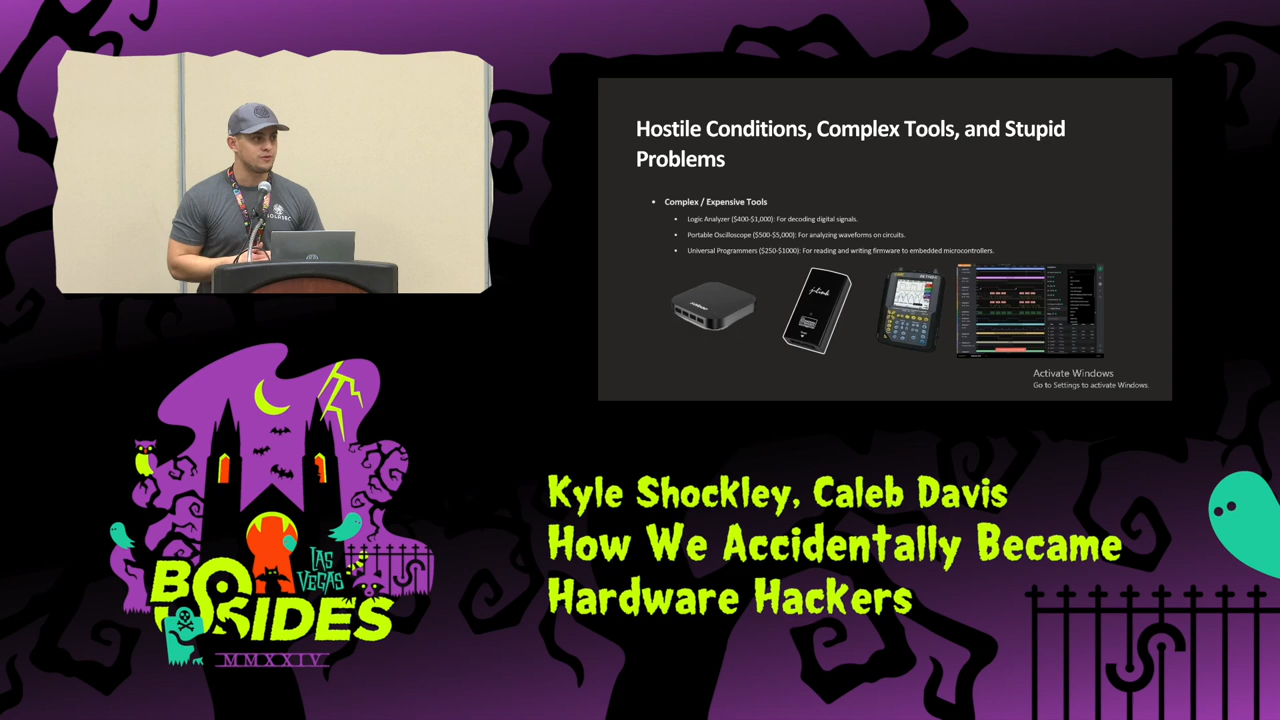 Hostile Conditions, Complex Tools, and Stupid
Problems
• Complex / Expensive Tools
• Logic Analyzer ($400-$1,000): For decoding digital signals.
• Portable Oscilloscope ($500-$5,000): For analyzing waveforms on circuits.
• Universal Programmers ($250-$1000): For reading and writing firmware to embedded microcontrollers.
J-Link
Activate Windows
Go to Settings to activate Windows.
SOLASEC
Kyle Shockley, Caleb Davis
How We Accidentally Became
Hardware Hackers
LAS
VEGAS
BSIDES
MMXXIV